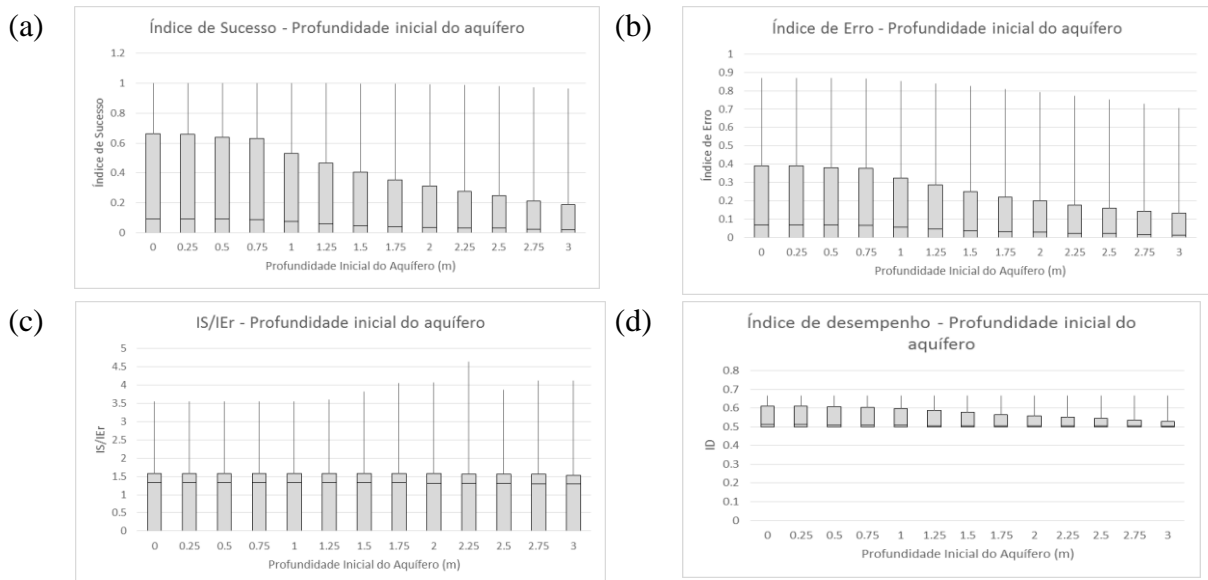 (a)
Índice de Sucesso - Profundidade inicial do aquífero
1.2
1
0.8
0.6
0.4
0.2
0
Índice de Sucesso
0 0.25 0.5 0.75 1 1.25 1.5 1.75 2 2.25 2.5 2.75 3
Profundidade Inicial do Aquífero (m)
(b)
Índice de Erro - Profundidade inicial do aquífero
1
0.9
0.8
0.7
0.6
0.5
0.4
0.3
0.2
0.1
0
Índice de Erro
0 0.25 0.5 0.75 1 1.25 1.5 1.75 2 2.25 2.5 2.75 3
Profundidade Inicial do Aquífero (m)
(c)
IS/IEr - Profundidade inicial do aquífero
5
4.5
4
3.5
3
2.5
2
1.5
1
0.5
0
IS/IEr
0 0.25 0.5 0.75 1 1.25 1.5 1.75 2 2.25 2.5 2.75 3
Profundidade Inicial do Aquífero (m)
(d)
Índice de desempenho - Profundidade inicial do
aquífero
0.8
0.7
0.6
0.5
0.4
0.3
0.2
0.1
0
ID
0 0.25 0.5 0.75 1 1.25 1.5 1.75 2 2.25 2.5 2.75 3
Profundidade Inicial do Aquífero (m)